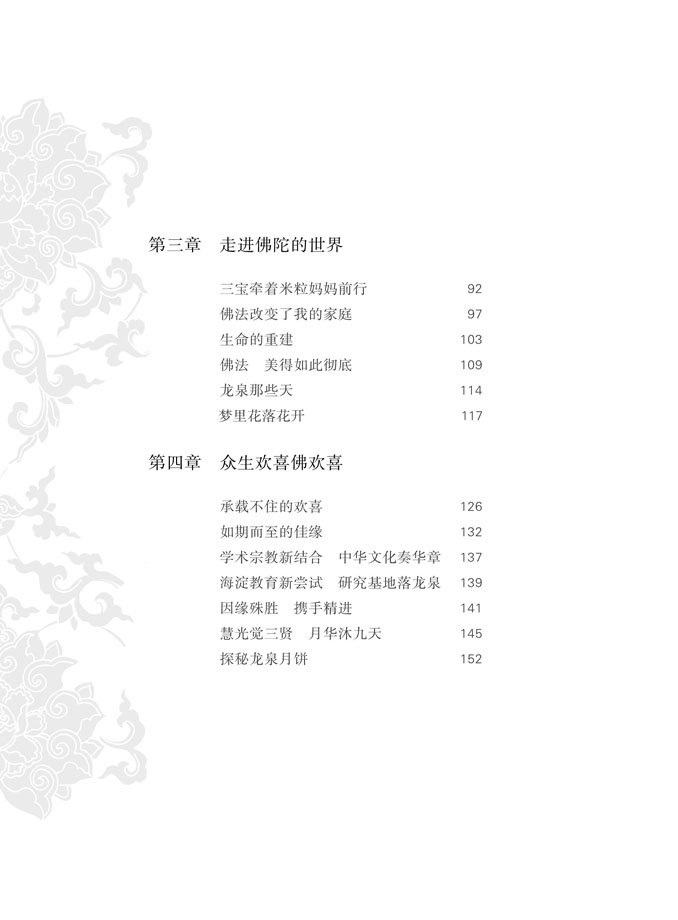 第三章　走进佛陀的世界
三宝牵着米粒妈妈前行 92
佛法改变了我的家庭 97
生命的重建 103
佛法　美得如此彻底 109
龙泉那些天 114
梦里花落花开 117
第四章　众生欢喜佛欢喜
承载不住的欢喜 126
如期而至的佳缘 132
学术宗教新结合　中华文化奏华章 137
海淀教育新尝试　研究基地落龙泉 139
因缘殊胜　携手精进 141
慧光觉三贤　月华沐九天 145
探秘龙泉月饼 152